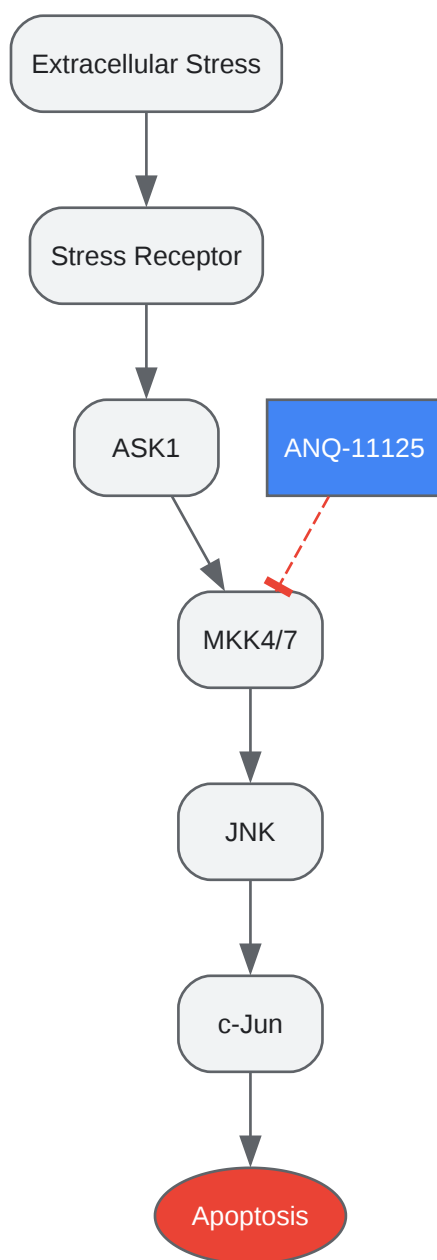 Extracellular Stress
Stress Receptor
ASK1
ANQ-11125
MKK4/7
JNK
c-Jun
Apoptosis